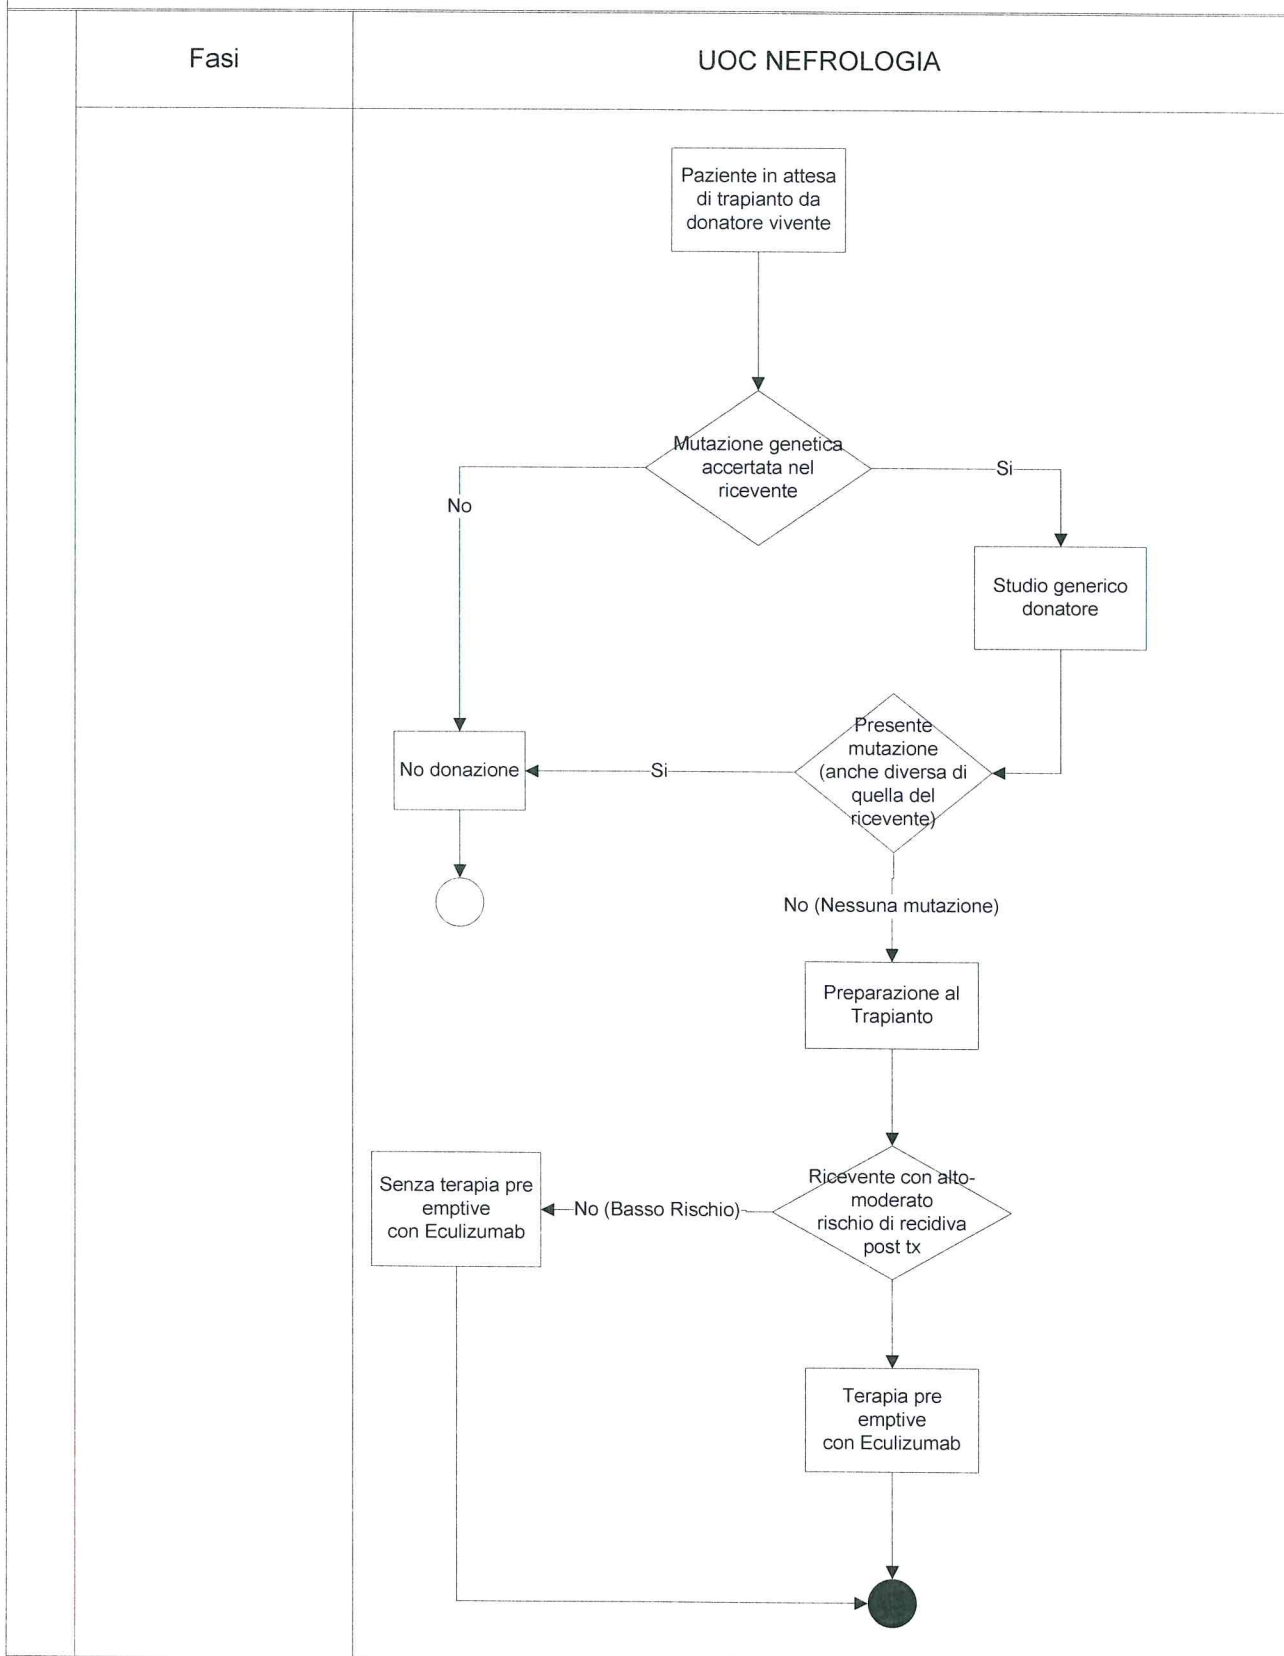 Fasi
UOC NEFROLOGIA
Paziente in attesa
di trapianto da
donatore vivente
Mutazione genetica
accertata nel
ricevente
No
Si
Studio generico
donatore
Presente
mutazione
(anche diversa di
quella del
ricevente)
Si
No donazione
No (Nessuna mutazione)
Preparazione al
Trapianto
Ricevente con alto-
moderato
rischio di recidiva
post tx
No (Basso Rischio)
Senza terapia pre
emptive
con Eculizumab
Terapia pre
emptive
con Eculizumab